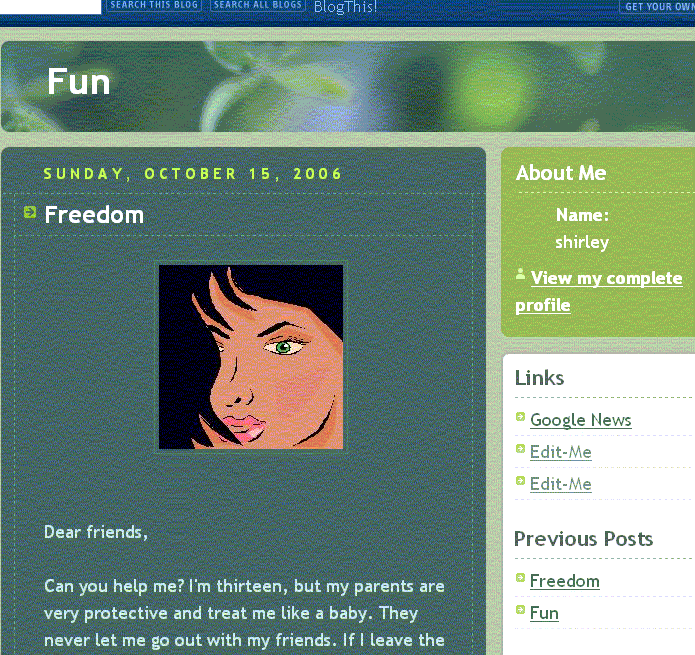 SEARCH THIS BLOG SEARCH ALL BLOGS BlogThis! GET YOUR OWN
Fun
SUNDAY, OCTOBER 15, 2006
Freedom
Dear friends,
Can you help me? I'm thirteen, but my parents are
very protective and treat me like a baby. They
never let me go out with my friends. If I leave the
About Me
Name:
shirley
View my complete
profile
Links
Google News
Edit-Me
Edit-Me
Previous Posts
Freedom
Fun